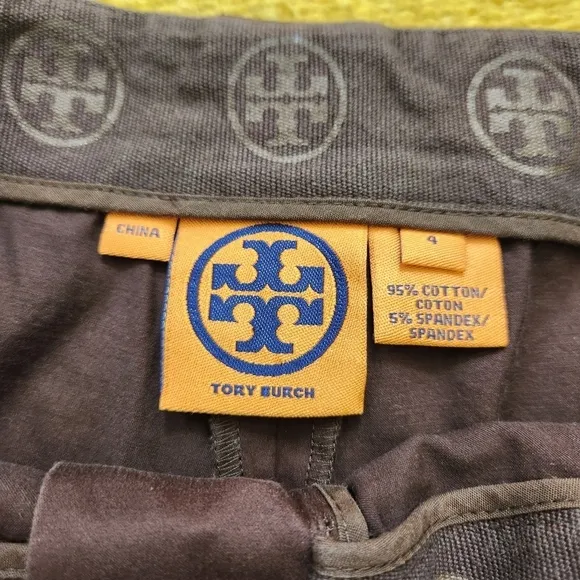 CHINA
TORY BURCH
4
95% COTTON/
COTON
5% SPANDEX/
SPANDEX